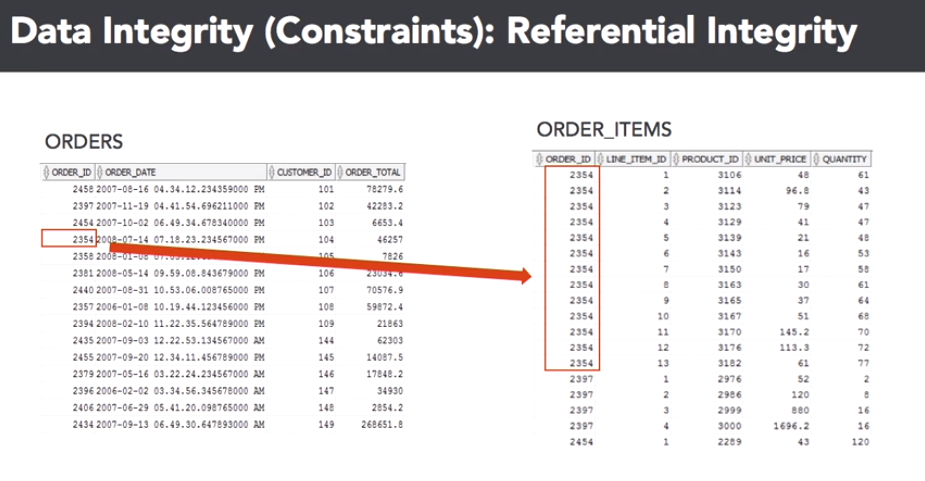 Data Integrity (Constraints): Referential Integrity
ORDERS
ORDER_ID ORDER_DATE CUSTOMER_ID ORDER_TOTAL
2458 2007-08-16 04.34.12.234359000 PM 101 78279.6
2397 2007-11-19 04.41.54.696211000 PM 102 42283.2
2454 2007-10-02 06.49.34.678340000 PM 103 6653.4
2354 2008-07-14 07.18.23.234567000 PM 104 46257
2358 2008-01-08 105 7826
2381 2008-05-14 09.59.08.843679000 PM 106 23034.6
2440 2007-08-31 10.53.06.008765000 PM 107 70576.9
2357 2006-01-08 10.19.44.123456000 PM 108 59872.4
2394 2008-02-10 11.22.35.564789000 PM 109 21863
2435 2007-09-03 12.22.53.134567000 AM 144 62303
2455 2007-09-20 12.34.11.456789000 PM 145 14087.5
2379 2007-05-16 03.22.24.234567000 AM 146 17848.2
2396 2006-02-02 03.34.56.345678000 AM 147 34930
2406 2007-06-29 05.41.20.098765000 AM 148 2854.2
2434 2007-09-13 06.49.30.647893000 AM 149 268651.8
ORDER_ITEMS
ORDER_ID LINE_ITEM_ID PRODUCT_ID UNIT_PRICE QUANTITY
2354 1 3106 48 61
2354 2 3114 96.8 43
2354 3 3123 79 47
2354 4 3129 41 47
2354 5 3139 21 48
2354 6 3143 16 53
2354 7 3150 17 58
2354 8 3163 30 61
2354 9 3165 37 64
2354 10 3167 51 68
2354 11 3170 145.2 70
2354 12 3176 113.3 72
2354 13 3182 61 77
2397 1 2976 52 2
2397 2 2986 120 8
2397 3 2999 880 16
2397 4 3000 1696.2 16
2454 1 2289 43 120